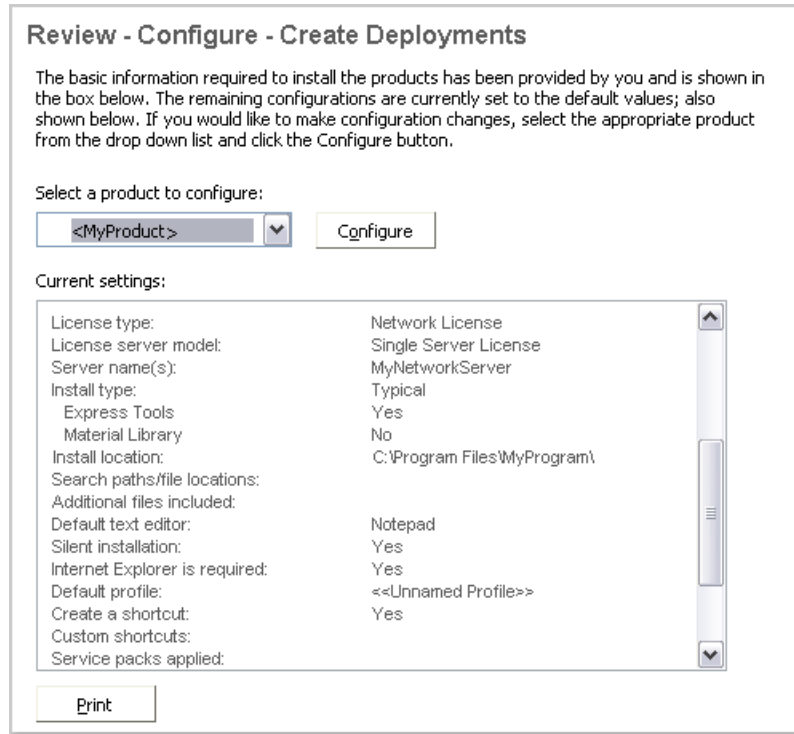 Review - Configure - Create Deployments
The basic information required to install the products has been provided by you and is shown in
the box below. The remaining configurations are currently set to the default values; also
shown below. If you would like to make configuration changes, select the appropriate product
from the drop down list and click the Configure button.
Select a product to configure:
<MyProduct> Configure
Current settings:
License type: Network License
License server model: Single Server License
Server name(s): MyNetworkServer
Install type: Typical
Express Tools Yes
Material Library No
Install location: C:\Program Files\MyProgram\
Search paths/file locations:
Additional files included:
Default text editor: Notepad
Silent installation: Yes
Internet Explorer is required: Yes
Default profile: <<Unnamed Profile>>
Create a shortcut: Yes
Custom shortcuts:
Service packs applied:
Print